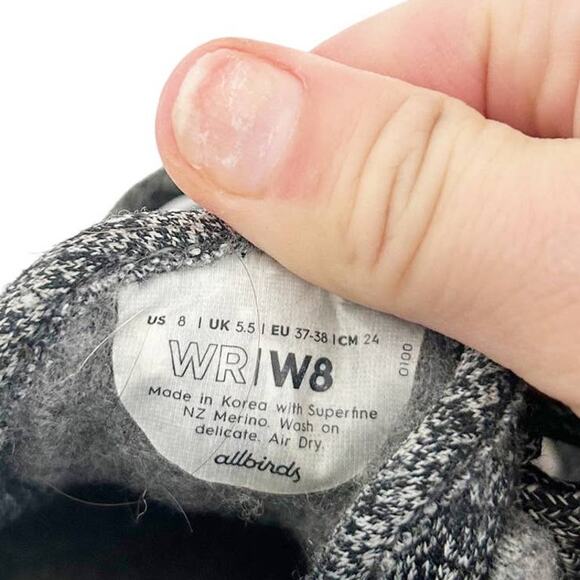 US 8 | UK 5.5 | EU 37-38 | CM 24
WR|W8
Made in Korea with Superfine
NZ Merino. Wash on
delicate. Air Dry.
allbirds
0100